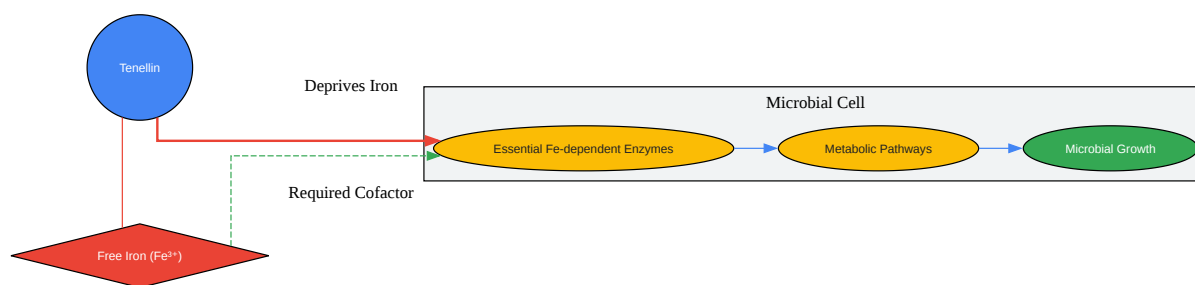 Tenellin
Deprives Iron
Microbial Cell
Essential Fe-dependent Enzymes
Metabolic Pathways
Microbial Growth
Required Cofactor
Free Iron (Fe³⁺)